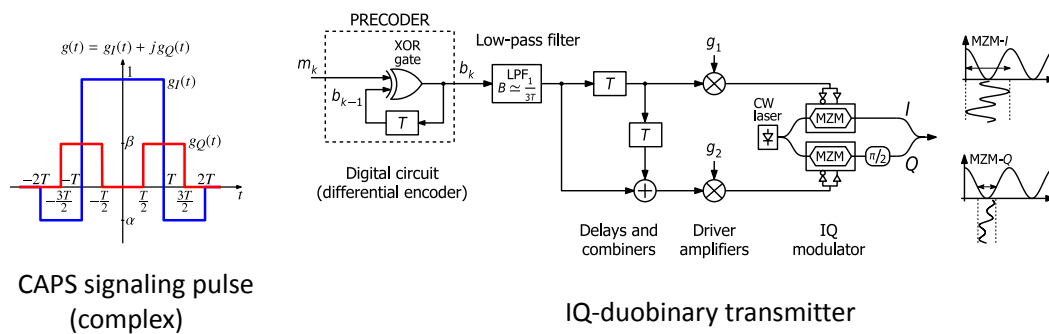 g(t) = g_I(t) + jg_Q(t)
1
g_I(t)
β
g_Q(t)
−2T
−T
T
2T
−3T/2
−T/2
T/2
3T/2
t
α
CAPS signaling pulse
(complex)
PRECODER
XOR
gate
m_k
b_k
b_{k−1}
T
Digital circuit
(differential encoder)
Low-pass filter
LPF
B ≃ 1/3T
T
T
g_1
g_2
Delays and
combiners
Driver
amplifiers
CW
laser
MZM
MZM
π/2
I
Q
IQ
modulator
MZM-I
MZM-Q
IQ-duobinary transmitter